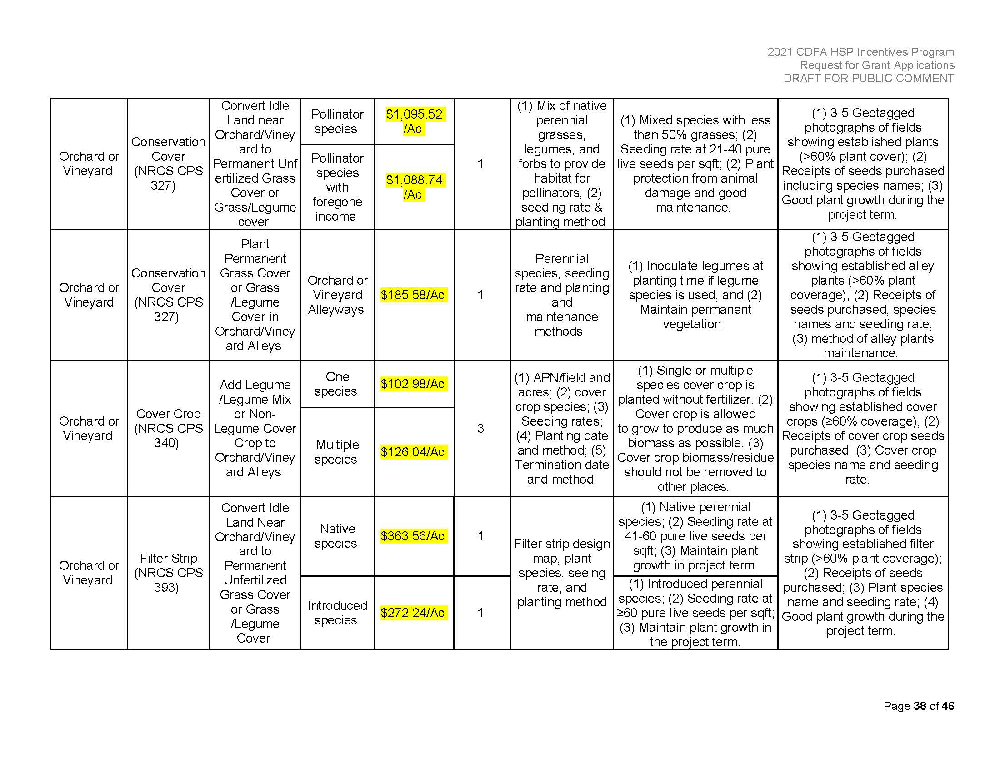 2021 CDFA HSP Incentives Program
Request for Grant Applications
DRAFT FOR PUBLIC COMMENT
Orchard or
Vineyard
Conservation
Cover
(NRCS CPS
327)
Convert Idle
Land near
Orchard/Viney
ard to
Permanent Unf
ertilized Grass
Cover or
Grass/Legume
cover
Pollinator
species
$1,095.52
/Ac
Pollinator
species
with
foregone
income
$1,088.74
/Ac
1
(1) Mix of native
perennial
grasses,
legumes, and
forbs to provide
habitat for
pollinators, (2)
seeding rate &
planting method
(1) Mixed species with less
than 50% grasses; (2)
Seeding rate at 21-40 pure
live seeds per sqft; (2) Plant
protection from animal
damage and good
maintenance.
(1) 3-5 Geotagged
photographs of fields
showing established plants
(>60% plant cover); (2)
Receipts of seeds purchased
including species names; (3)
Good plant growth during the
project term.
Orchard or
Vineyard
Conservation
Cover
(NRCS CPS
327)
Plant
Permanent
Grass Cover
or Grass
/Legume
Cover in
Orchard/Viney
ard Alleys
Orchard or
Vineyard
Alleyways
$185.58/Ac
1
Perennial
species, seeding
rate and planting
and
maintenance
methods
(1) Inoculate legumes at
planting time if legume
species is used, and (2)
Maintain permanent
vegetation
(1) 3-5 Geotagged
photographs of fields
showing established alley
plants (>60% plant
coverage), (2) Receipts of
seeds purchased, species
names and seeding rate;
(3) method of alley plants
maintenance.
Orchard or
Vineyard
Cover Crop
(NRCS CPS
340)
Add Legume
/Legume Mix
or Non-
Legume Cover
Crop to
Orchard/Viney
ard Alleys
One
species
$102.98/Ac
Multiple
species
$126.04/Ac
3
(1) APN/field and
acres; (2) cover
crop species; (3)
Seeding rates;
(4) Planting date
and method; (5)
Termination date
and method
(1) Single or multiple
species cover crop is
planted without fertilizer. (2)
Cover crop is allowed
to grow to produce as much
biomass as possible. (3)
Cover crop biomass/residue
should not be removed to
other places.
(1) 3-5 Geotagged
photographs of fields
showing established cover
crops (≥60% coverage), (2)
Receipts of cover crop seeds
purchased, (3) Cover crop
species name and seeding
rate.
Orchard or
Vineyard
Filter Strip
(NRCS CPS
393)
Convert Idle
Land Near
Orchard/Viney
ard to
Permanent
Unfertilized
Grass Cover
or Grass
/Legume
Cover
Native
species
$363.56/Ac
1
Introduced
species
$272.24/Ac
1
Filter strip design
map, plant
species, seeing
rate, and
planting method
(1) Native perennial
species; (2) Seeding rate at
41-60 pure live seeds per
sqft; (3) Maintain plant
growth in project term.
(1) Introduced perennial
species; (2) Seeding rate at
≥60 pure live seeds per sqft;
(3) Maintain plant growth in
the project term.
(1) 3-5 Geotagged
photographs of fields
showing established filter
strip (>60% plant coverage);
(2) Receipts of seeds
purchased; (3) Plant species
name and seeding rate; (4)
Good plant growth during the
project term.
Page 38 of 46